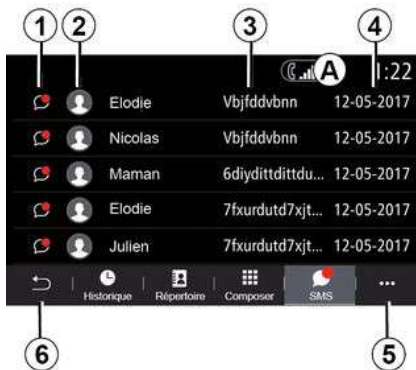 1 2 3 4
A 1:22
Elodie Vbjfddvbnn 12-05-2017
Nicolas Vbjfddvbnn 12-05-2017
Maman 6diydittdittdu... 12-05-2017
Elodie 7fxurdutd7xjt... 12-05-2017
Julien 7fxurdutd7xjt... 12-05-2017
Historique Répertoire Composer SMS ...
6 5